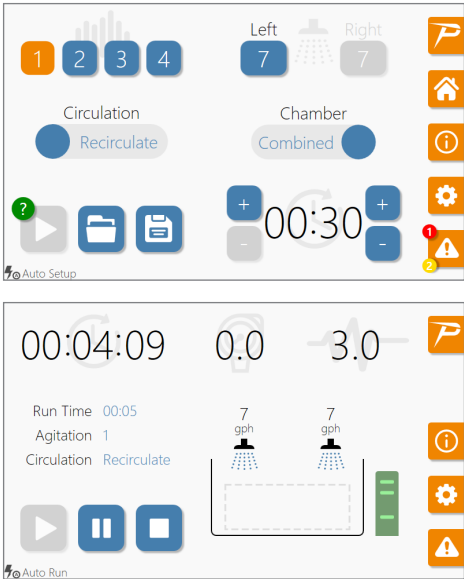 Left Right
1 2 3 4 7 7
Circulation Chamber
Recirculate Combined
?
+ 00:30 +
- -
1
2
Auto Setup
00:04:09 0.0 3.0
Run Time 00:05
Agitation 1
Circulation Recirculate
7 7
gph gph
Auto Run